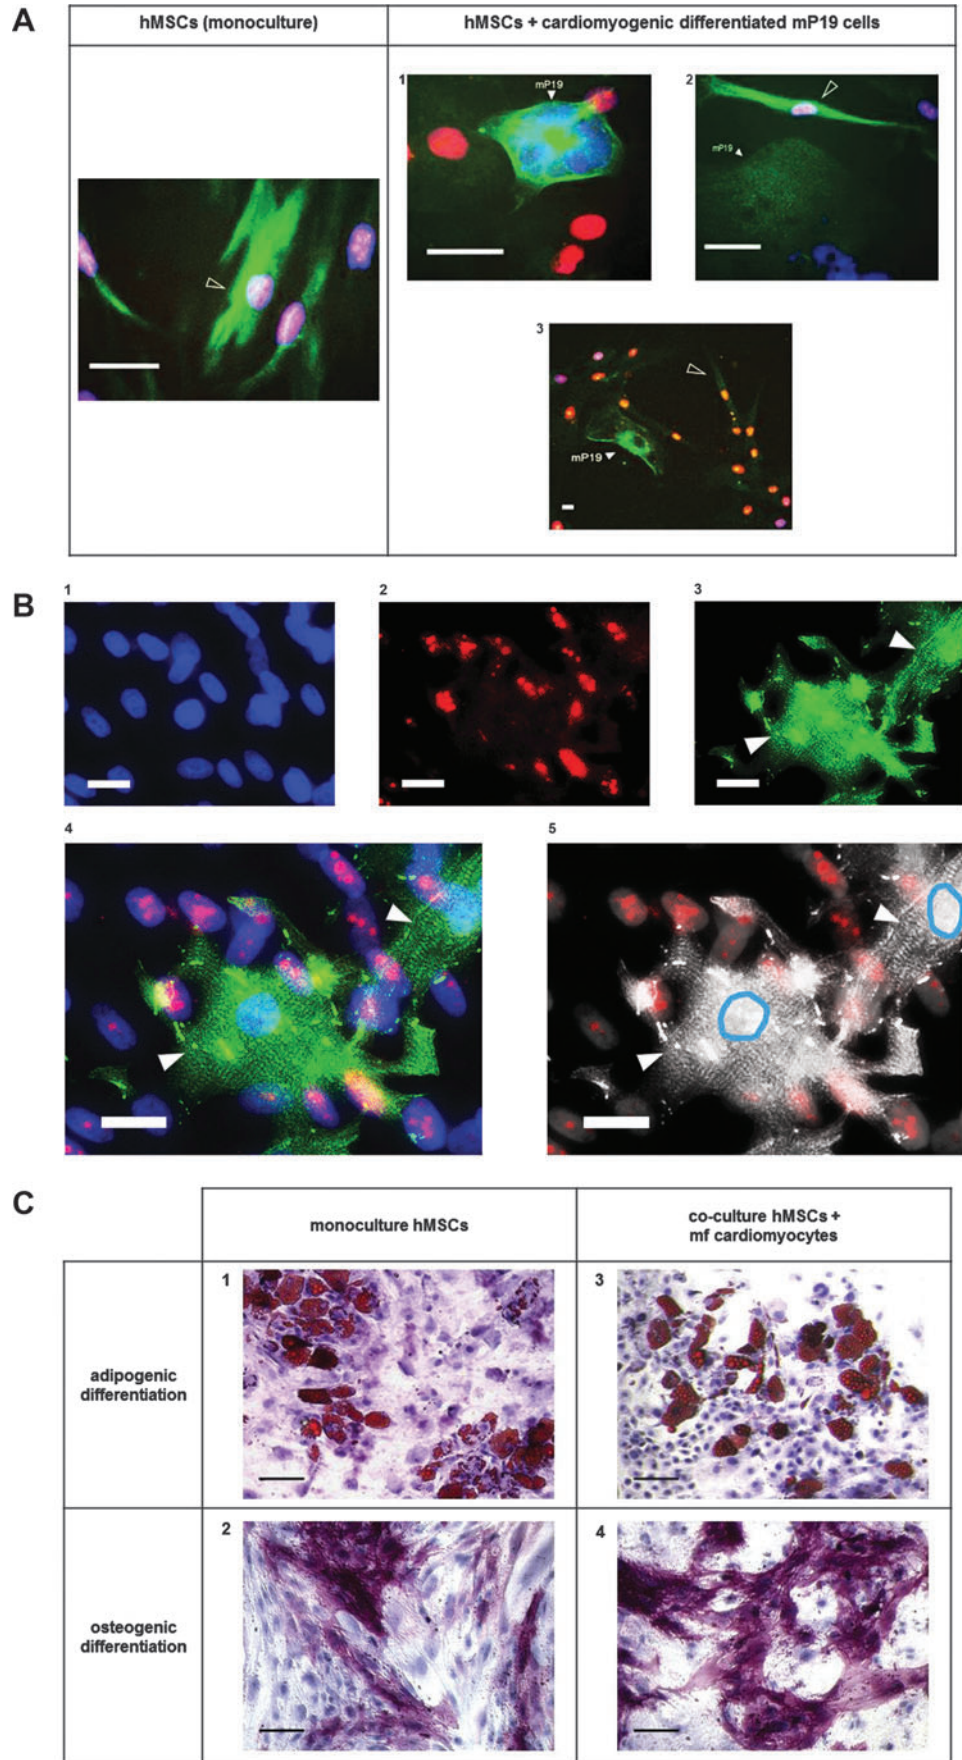 A
hMSCs (monoculture)
hMSCs + cardiomyogenic differentiated mP19 cells
1
mP19
2
mP19
3
mP19
B
1
2
3
4
5
C
monoculture hMSCs
co-culture hMSCs +
mf cardiomyocytes
adipogenic
differentiation
1
3
osteogenic
differentiation
2
4